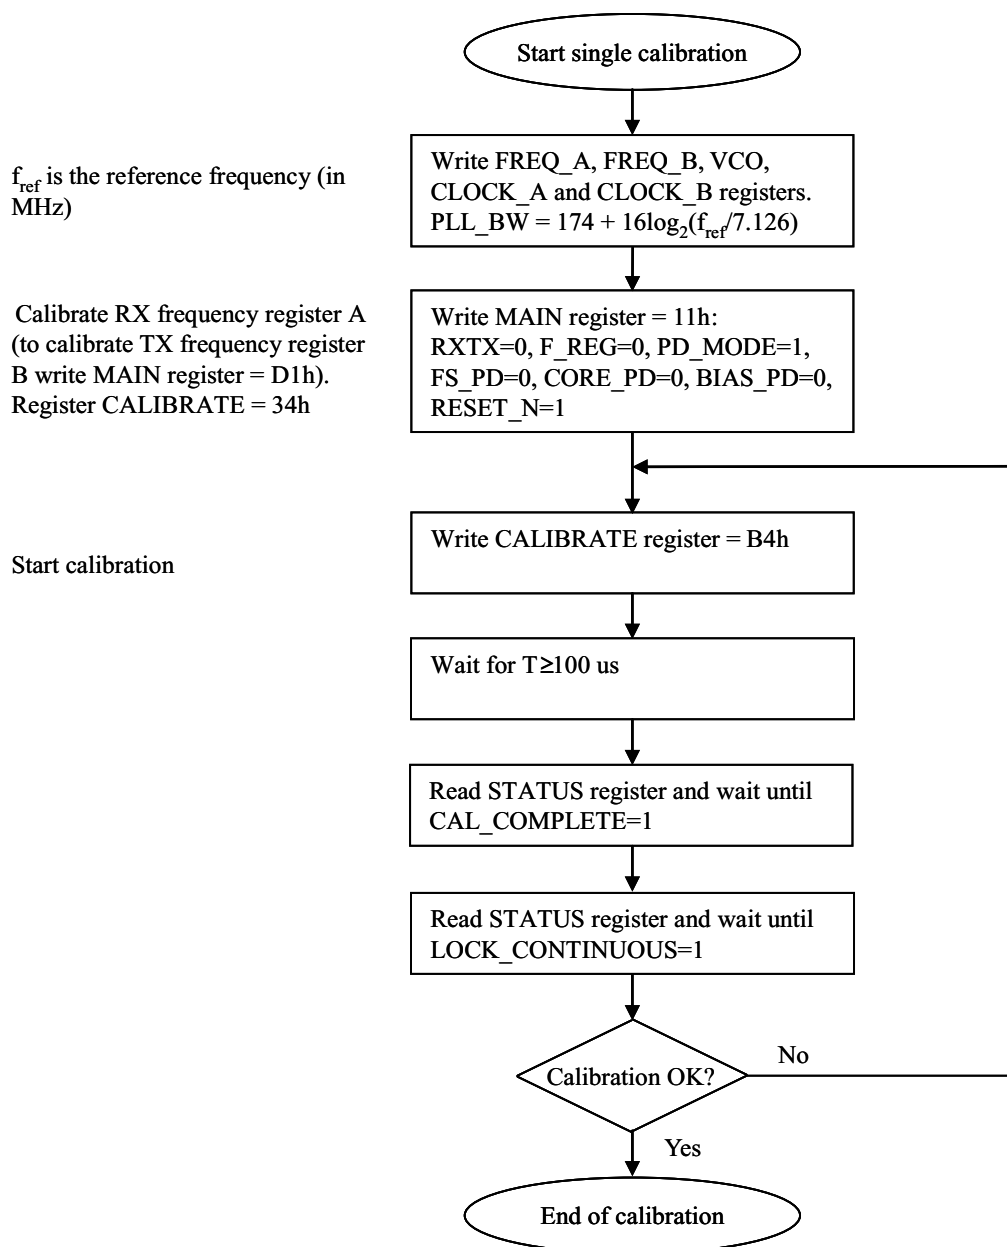 Start single calibration
f_ref is the reference frequency (in
MHz)
Write FREQ_A, FREQ_B, VCO,
CLOCK_A and CLOCK_B registers.
PLL_BW = 174 + 16log₂(f_ref/7.126)
Calibrate RX frequency register A
(to calibrate TX frequency register
B write MAIN register = D1h).
Register CALIBRATE = 34h
Write MAIN register = 11h:
RXTX=0, F_REG=0, PD_MODE=1,
FS_PD=0, CORE_PD=0, BIAS_PD=0,
RESET_N=1
Write CALIBRATE register = B4h
Start calibration
Wait for T≥100 us
Read STATUS register and wait until
CAL_COMPLETE=1
Read STATUS register and wait until
LOCK_CONTINUOUS=1
Calibration OK?
No
Yes
End of calibration